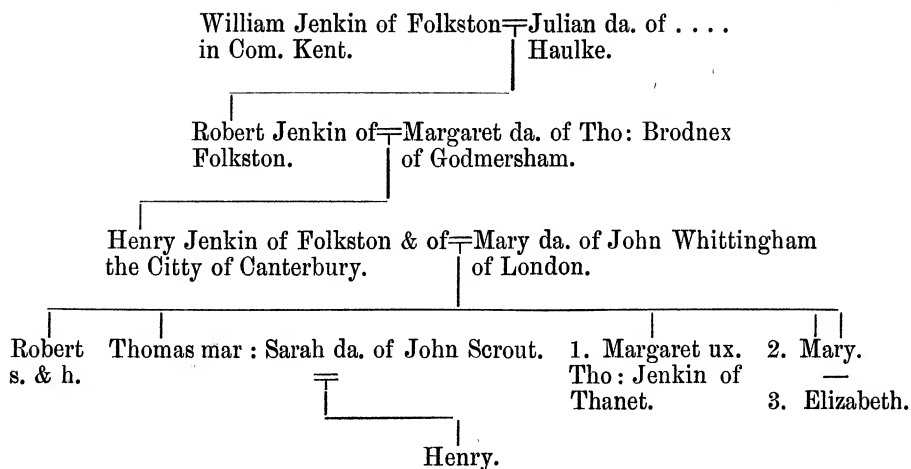 William Jenkin of Folkston Julian da. of . . . .
in Com. Kent. Haulke.
Robert Jenkin of Margaret da. of Tho: Brodnex
Folkston. of Godmersham.
Henry Jenkin of Folkston & of Mary da. of John Whittingham
the Citty of Canterbury. of London.
Robert
s. & h.
Thomas mar : Sarah da. of John Scrout.
1. Margaret ux.
Tho: Jenkin of
Thanet.
2. Mary.
3. Elizabeth.
Henry.